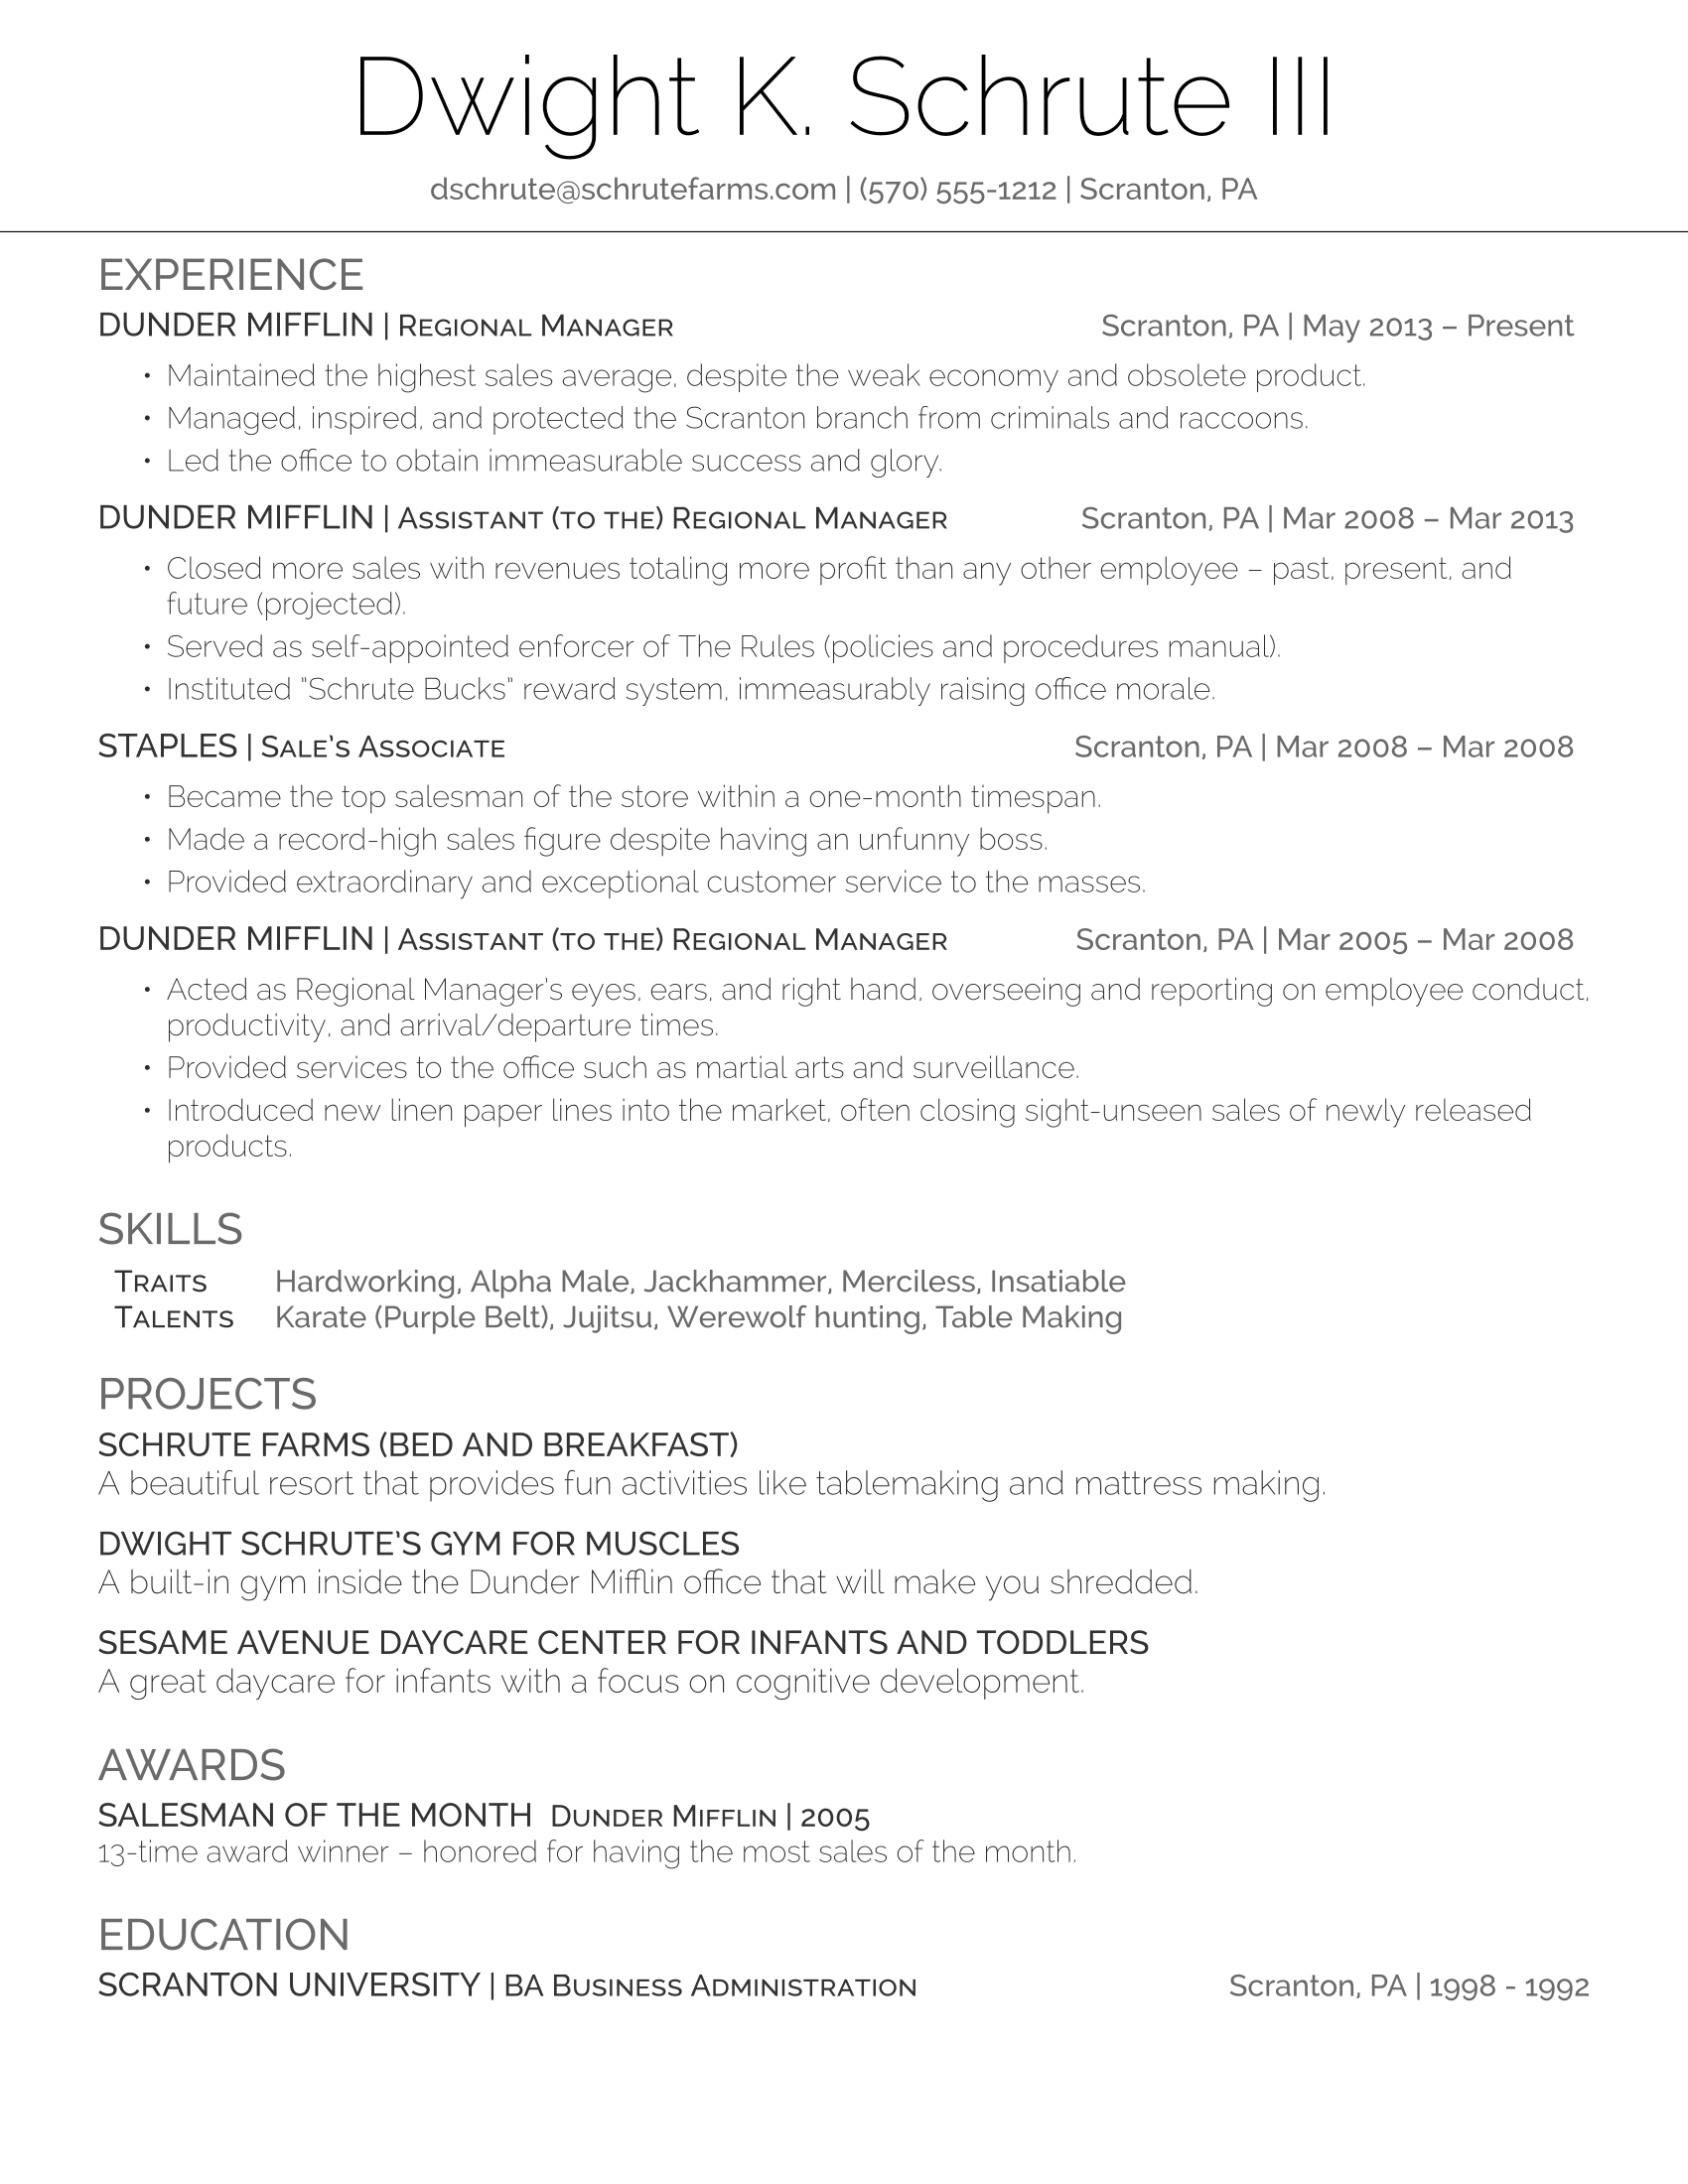 Dwight K. Schrute III
dschrute@schrutefarms.com | (570) 555-1212 | Scranton, PA
EXPERIENCE
DUNDER MIFFLIN | Regional Manager Scranton, PA | May 2013 – Present
• Maintained the highest sales average, despite the weak economy and obsolete product.
• Managed, inspired, and protected the Scranton branch from criminals and raccoons.
• Led the office to obtain immeasurable success and glory.
DUNDER MIFFLIN | Assistant (to the) Regional Manager Scranton, PA | Mar 2008 – Mar 2013
• Closed more sales with revenues totaling more profit than any other employee – past, present, and
future (projected).
• Served as self-appointed enforcer of The Rules (policies and procedures manual).
• Instituted "Schrute Bucks" reward system, immeasurably raising office morale.
STAPLES | Sale's Associate Scranton, PA | Mar 2008 – Mar 2008
• Became the top salesman of the store within a one-month timespan.
• Made a record-high sales figure despite having an unfunny boss.
• Provided extraordinary and exceptional customer service to the masses.
DUNDER MIFFLIN | Assistant (to the) Regional Manager Scranton, PA | Mar 2005 – Mar 2008
• Acted as Regional Manager's eyes, ears, and right hand, overseeing and reporting on employee conduct,
productivity, and arrival/departure times.
• Provided services to the office such as martial arts and surveillance.
• Introduced new linen paper lines into the market, often closing sight-unseen sales of newly released
products.
SKILLS
Traits Hardworking, Alpha Male, Jackhammer, Merciless, Insatiable
Talents Karate (Purple Belt), Jujitsu, Werewolf hunting, Table Making
PROJECTS
SCHRUTE FARMS (BED AND BREAKFAST)
A beautiful resort that provides fun activities like tablemaking and mattress making.
DWIGHT SCHRUTE'S GYM FOR MUSCLES
A built-in gym inside the Dunder Mifflin office that will make you shredded.
SESAME AVENUE DAYCARE CENTER FOR INFANTS AND TODDLERS
A great daycare for infants with a focus on cognitive development.
AWARDS
SALESMAN OF THE MONTH Dunder Mifflin | 2005
13-time award winner – honored for having the most sales of the month.
EDUCATION
SCRANTON UNIVERSITY | BA Business Administration Scranton, PA | 1998 - 1992